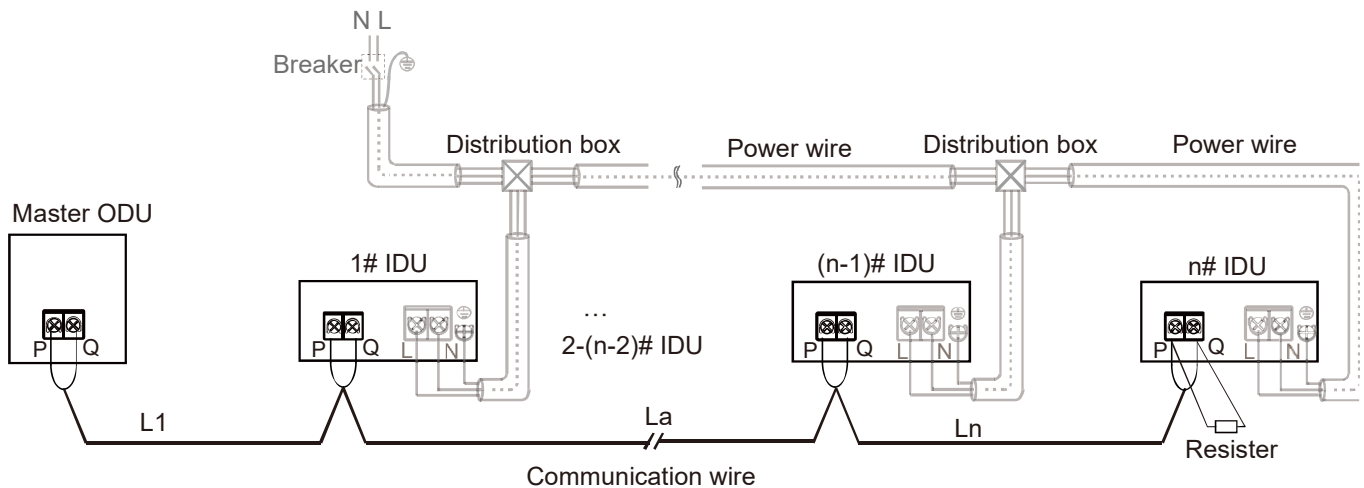 N L
Breaker
Distribution box
Power wire
Distribution box
Power wire
Master ODU
1# IDU
(n-1)# IDU
n# IDU
...
2-(n-2)# IDU
P Q
P Q L N
P Q L N
P Q L N
L1
La
Ln
Resister
Communication wire